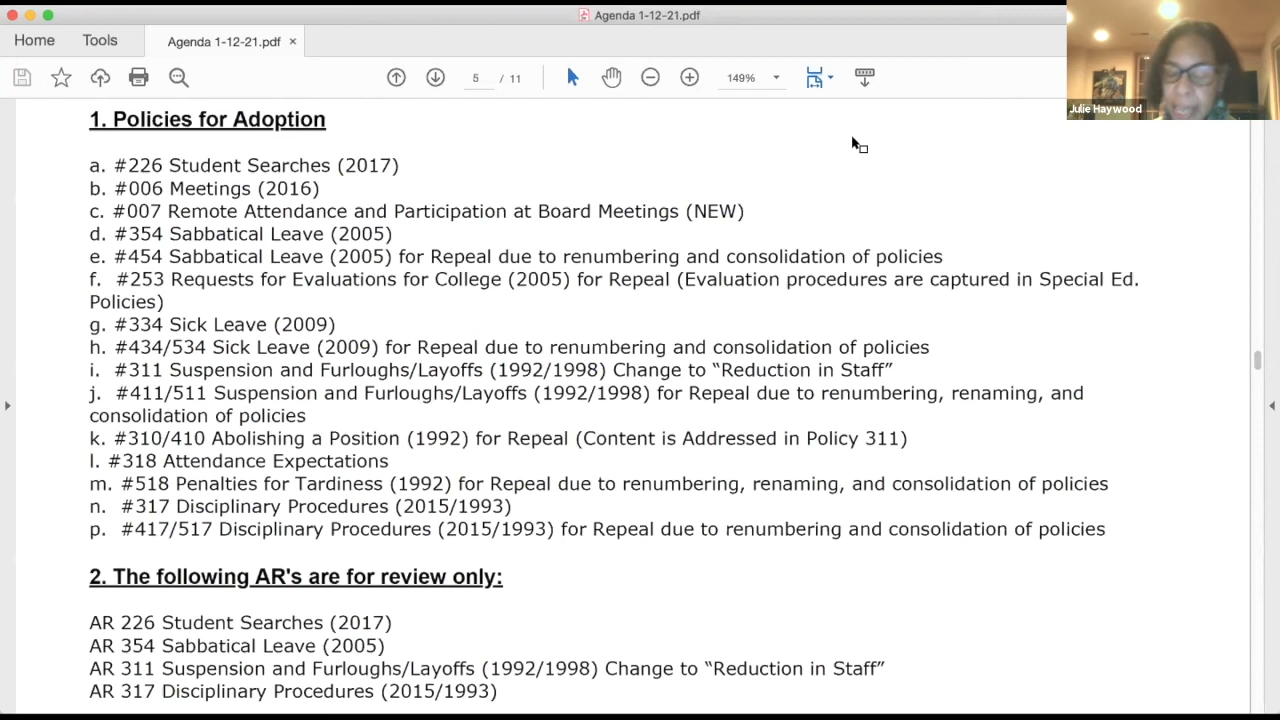 Agenda 1-12-21.pdf
Home Tools Agenda 1-12-21.pdf ×
5 / 11 149%
Julie Haywood
1. Policies for Adoption
a. #226 Student Searches (2017)
b. #006 Meetings (2016)
c. #007 Remote Attendance and Participation at Board Meetings (NEW)
d. #354 Sabbatical Leave (2005)
e. #454 Sabbatical Leave (2005) for Repeal due to renumbering and consolidation of policies
f. #253 Requests for Evaluations for College (2005) for Repeal (Evaluation procedures are captured in Special Ed.
Policies)
g. #334 Sick Leave (2009)
h. #434/534 Sick Leave (2009) for Repeal due to renumbering and consolidation of policies
i. #311 Suspension and Furloughs/Layoffs (1992/1998) Change to “Reduction in Staff”
j. #411/511 Suspension and Furloughs/Layoffs (1992/1998) for Repeal due to renumbering, renaming, and
consolidation of policies
k. #310/410 Abolishing a Position (1992) for Repeal (Content is Addressed in Policy 311)
l. #318 Attendance Expectations
m. #518 Penalties for Tardiness (1992) for Repeal due to renumbering, renaming, and consolidation of policies
n. #317 Disciplinary Procedures (2015/1993)
p. #417/517 Disciplinary Procedures (2015/1993) for Repeal due to renumbering and consolidation of policies
2. The following AR's are for review only:
AR 226 Student Searches (2017)
AR 354 Sabbatical Leave (2005)
AR 311 Suspension and Furloughs/Layoffs (1992/1998) Change to “Reduction in Staff”
AR 317 Disciplinary Procedures (2015/1993)